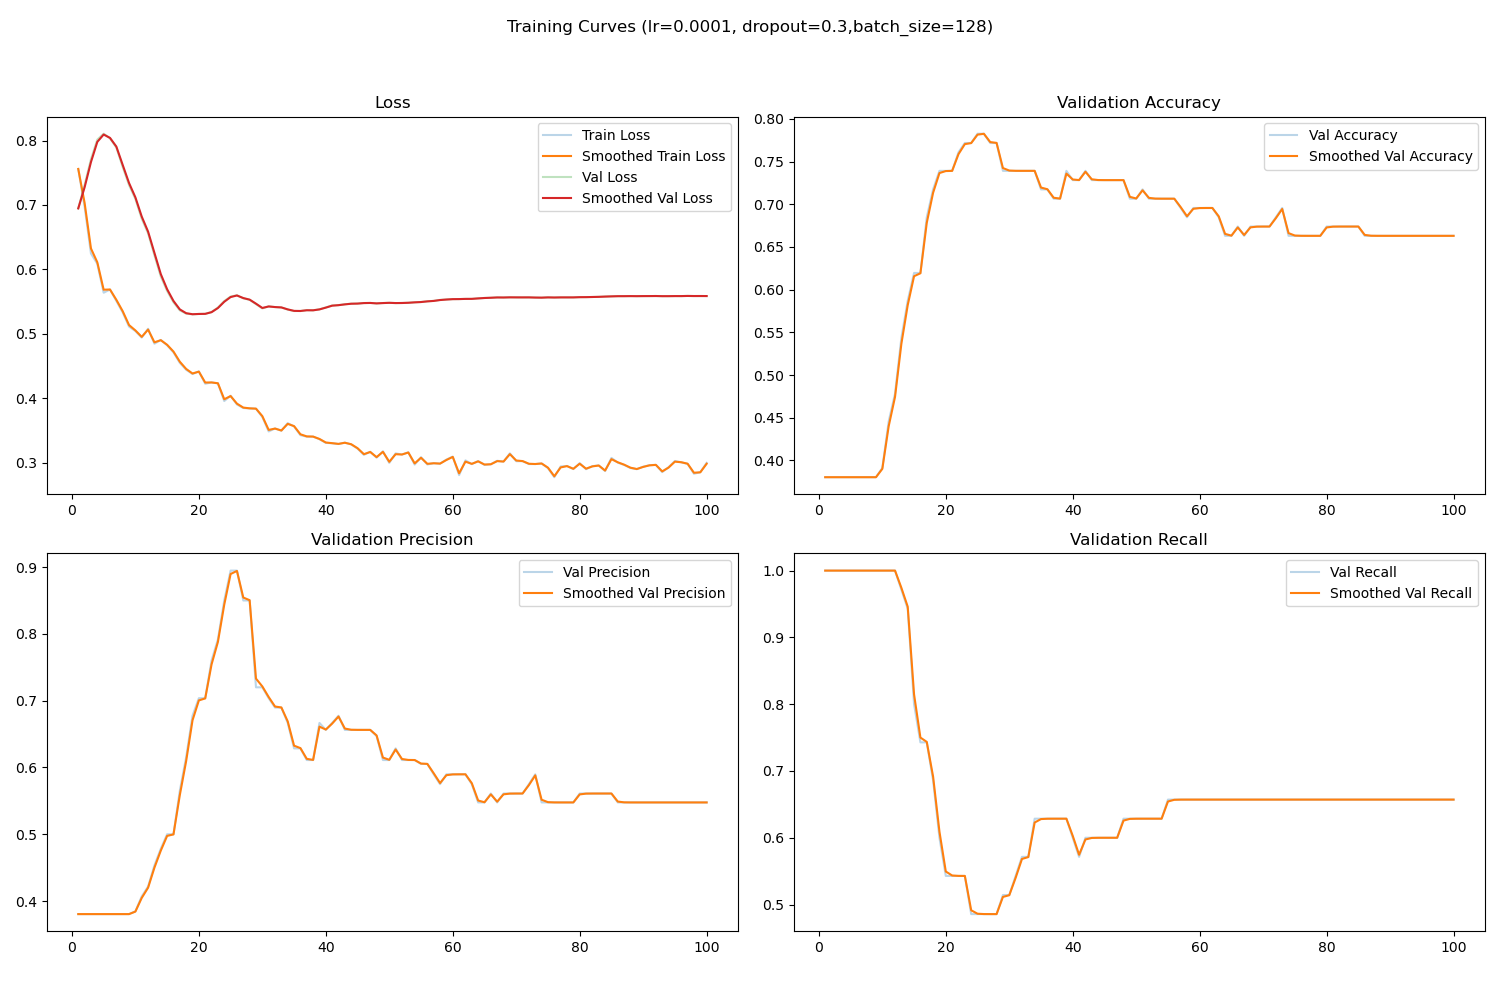 Training Curves (lr=0.0001, dropout=0.3,batch_size=128)
Loss
Train Loss
Smoothed Train Loss
Val Loss
Smoothed Val Loss
0.8
0.7
0.6
0.5
0.4
0.3
0 20 40 60 80 100
Validation Accuracy
Val Accuracy
Smoothed Val Accuracy
0.80
0.75
0.70
0.65
0.60
0.55
0.50
0.45
0.40
0 20 40 60 80 100
Validation Precision
Val Precision
Smoothed Val Precision
0.9
0.8
0.7
0.6
0.5
0.4
0 20 40 60 80 100
Validation Recall
Val Recall
Smoothed Val Recall
1.0
0.9
0.8
0.7
0.6
0.5
0 20 40 60 80 100